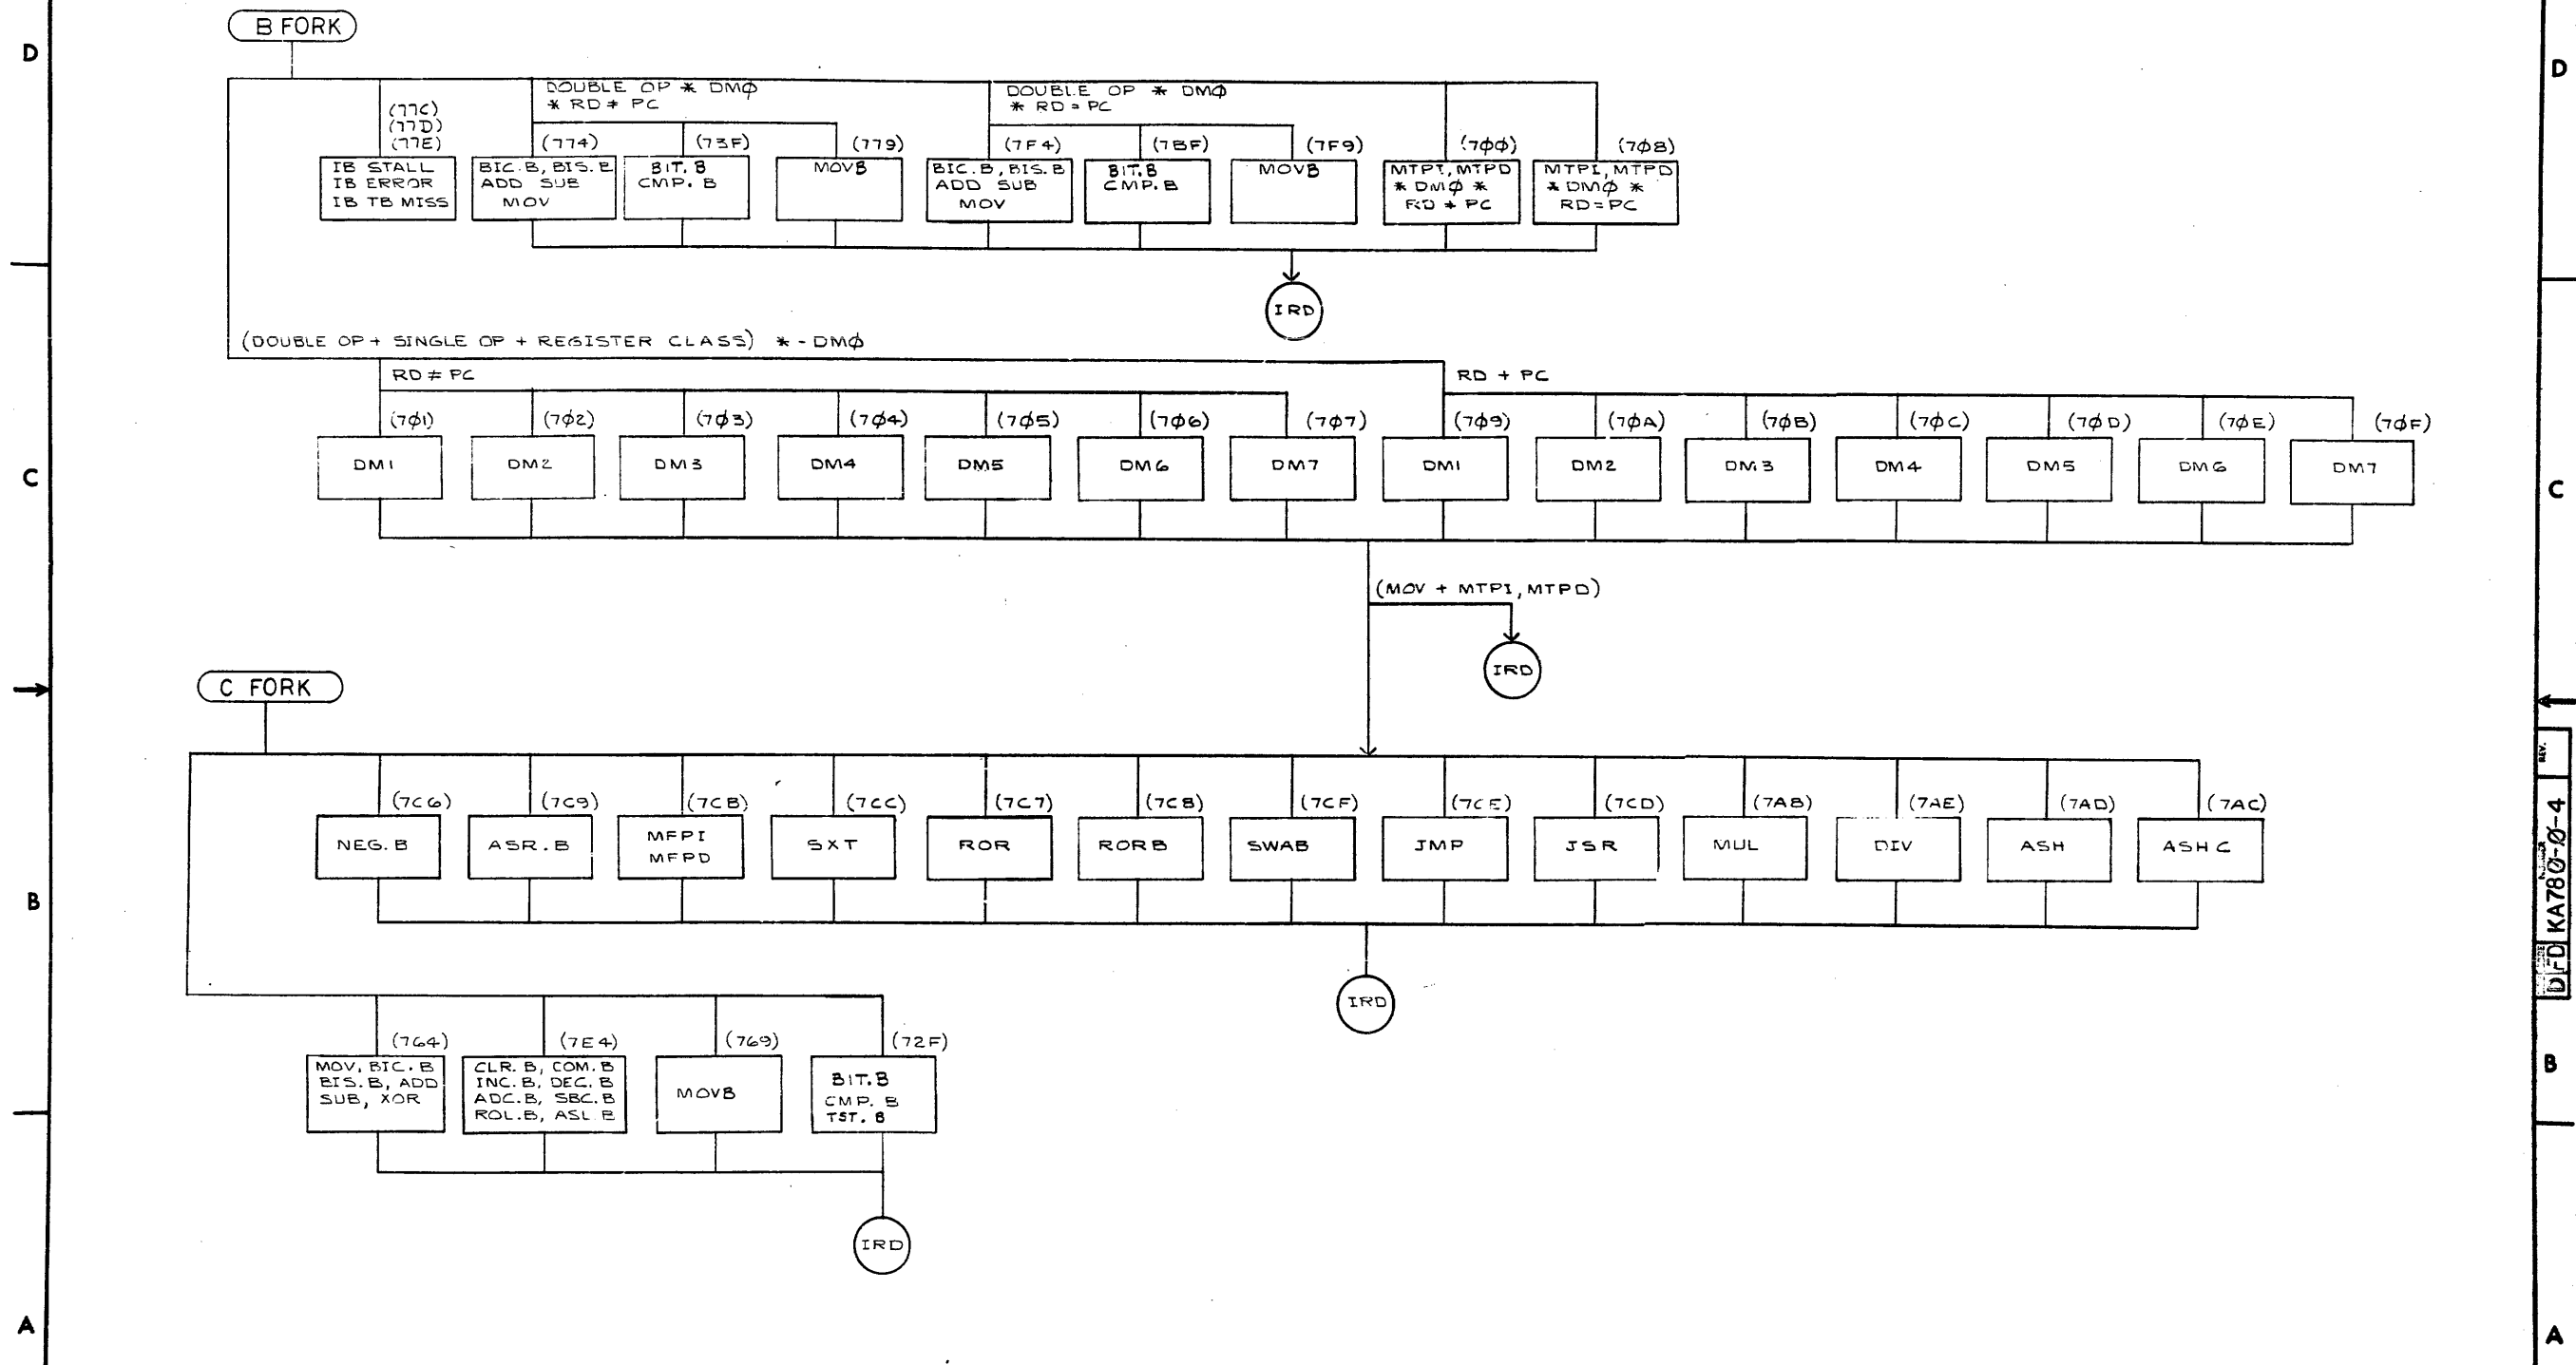 B FORK
D
D
DOUBLE OP * DMØ
* RD ≠ PC
DOUBLE OP * DMØ
* RD = PC
(77C)
(77D)
(77E)
(774)
(73F)
(779)
(7F4)
(7BF)
(7F9)
(7ØØ)
(7Ø8)
IB STALL
IB ERROR
IB TB MISS
BIC.B, BIS.B
ADD SUB
MOV
BIT.B
CMP.B
MOVB
BIC.B, BIS.B
ADD SUB
MOV
BIT.B
CMP.B
MOVB
MTPI, MTPD
* DMØ *
RD ≠ PC
MTPI, MTPD
* DMØ *
RD = PC
IRD
(DOUBLE OP + SINGLE OP + REGISTER CLASS) * - DMØ
RD ≠ PC
RD + PC
(7Ø1)
(7Ø2)
(7Ø3)
(7Ø4)
(7Ø5)
(7Ø6)
(7Ø7)
(7Ø9)
(7ØA)
(7ØB)
(7ØC)
(7ØD)
(7ØE)
(7ØF)
C
DM1
DM2
DM3
DM4
DM5
DM6
DM7
DM1
DM2
DM3
DM4
DM5
DM6
DM7
C
(MOV + MTPI, MTPD)
IRD
C FORK
(7C6)
(7C9)
(7CB)
(7CC)
(7C7)
(7C8)
(7CF)
(7CE)
(7CD)
(7AB)
(7AE)
(7AD)
(7AC)
NEG.B
ASR.B
MFPI
MFPD
SXT
ROR
RORB
SWAB
JMP
JSR
MUL
DIV
ASH
ASHC
B
REV.
NUMBER
D FD KA780-Ø-4
IRD
(764)
(7E4)
(769)
(72F)
MOV, BIC.B
BIS.B, ADD
SUB, XOR
CLR.B, COM.B
INC.B, DEC.B
ADC.B, SBC.B
ROL.B, ASL.B
MOVB
BIT.B
CMP.B
TST.B
B
IRD
A
A